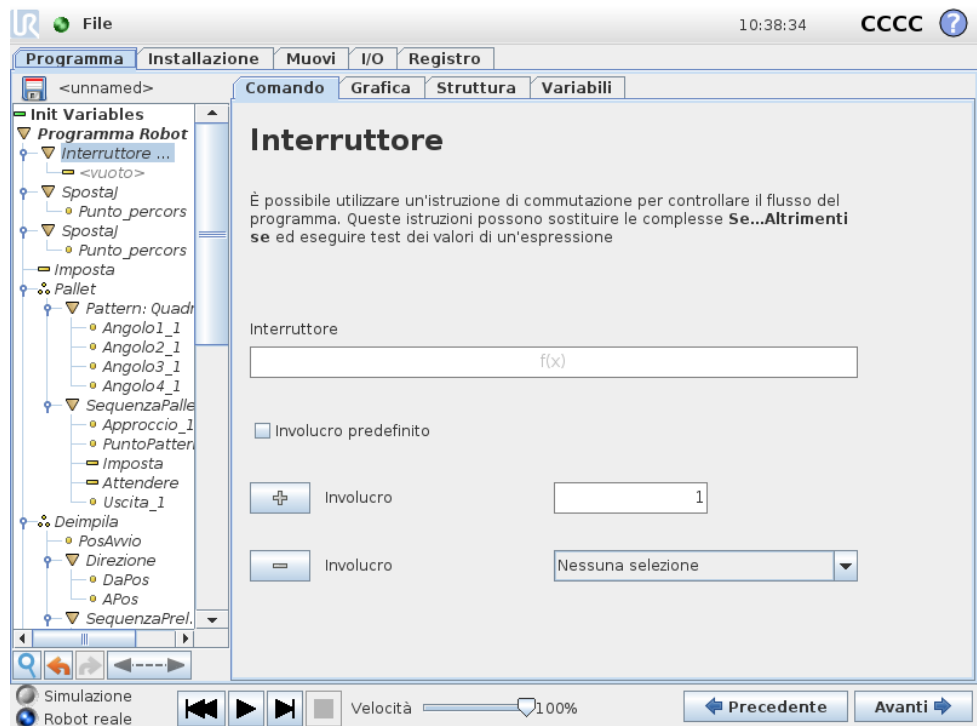 UR File 10:38:34 CCCC ?
Programma Installazione Muovi I/O Registro
<unnamed> Comando Grafica Struttura Variabili
Init Variables
Programma Robot
Interruttore ...
<vuoto>
SpostaJ
Punto_percors
SpostaJ
Punto_percors
Imposta
Pallet
Pattern: Quadr
Angolo1_1
Angolo2_1
Angolo3_1
Angolo4_1
SequenzaPalle
Approccio_1
PuntoPatter
Imposta
Attendere
Uscita_1
Deimpila
PosAvvio
Direzione
DaPos
APos
SequenzaPrel.
Interruttore
È possibile utilizzare un'istruzione di commutazione per controllare il flusso del
programma. Queste istruzioni possono sostituire le complesse Se...Altrimenti
se ed eseguire test dei valori di un'espressione
Interruttore
f(x)
Involucro predefinito
Involucro 1
Involucro Nessuna selezione
Simulazione
Robot reale
Velocità 100%
Precedente Avanti